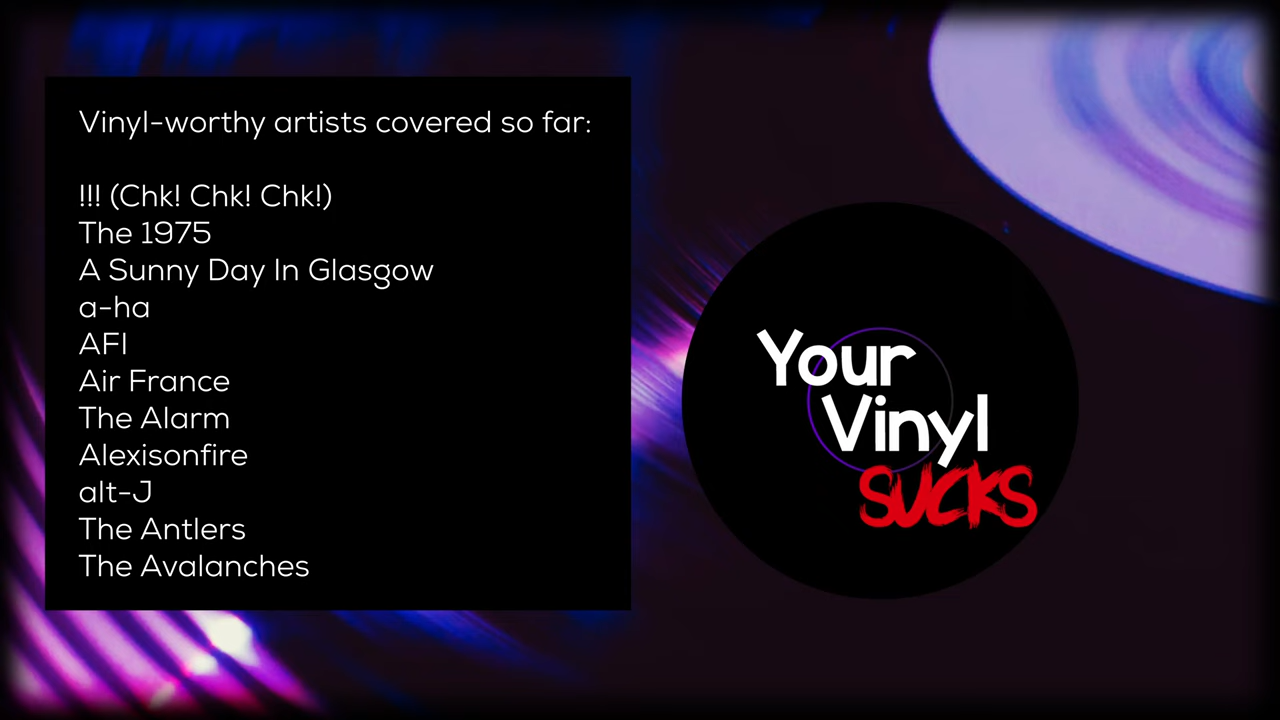 Vinyl-worthy artists covered so far:
!!! (Chk! Chk! Chk!)
The 1975
A Sunny Day In Glasgow
a-ha
AFI
Air France
The Alarm
Alexisonfire
alt-J
The Antlers
The Avalanches
Your
Vinyl
SUCKS